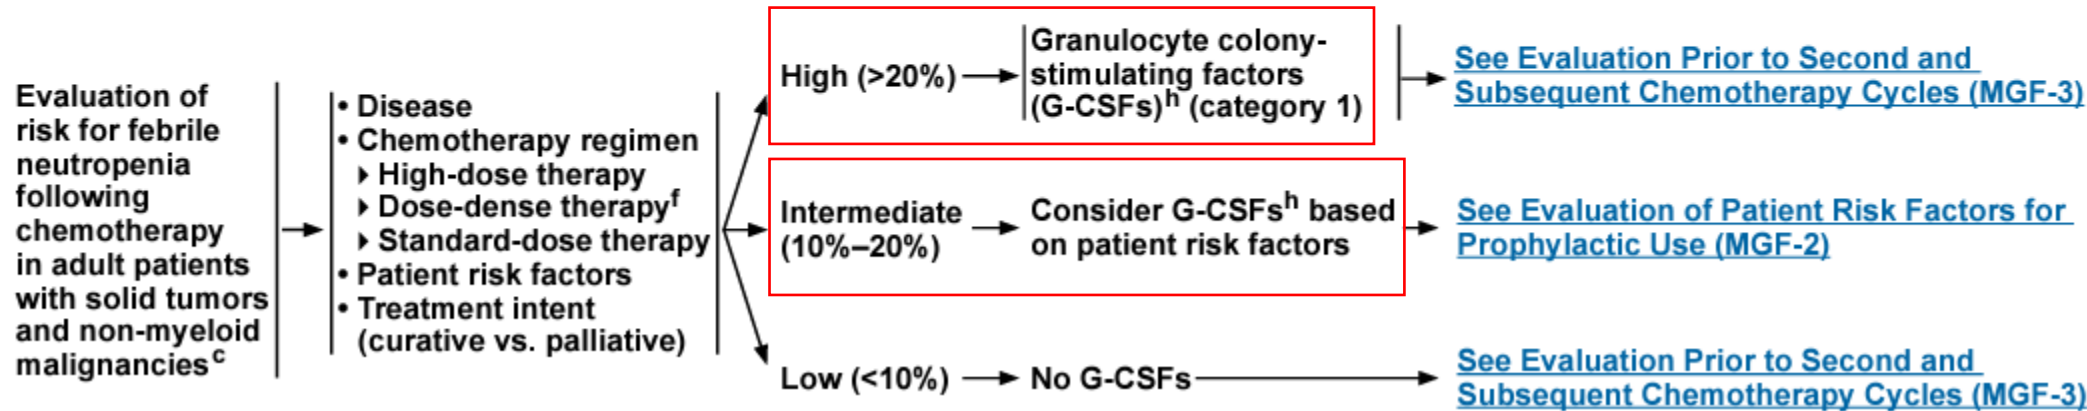 Evaluation of
risk for febrile
neutropenia
following
chemotherapy
in adult patients
with solid tumors
and non-myeloid
malignanciesᶜ
• Disease
• Chemotherapy regimen
‣ High-dose therapy
‣ Dose-dense therapyᶠ
‣ Standard-dose therapy
• Patient risk factors
• Treatment intent
(curative vs. palliative)
High (>20%)
Granulocyte colony-
stimulating factors
(G-CSFs)ʰ (category 1)
See Evaluation Prior to Second and
Subsequent Chemotherapy Cycles (MGF-3)
Intermediate
(10%–20%)
Consider G-CSFsʰ based
on patient risk factors
See Evaluation of Patient Risk Factors for
Prophylactic Use (MGF-2)
Low (<10%)
No G-CSFs
See Evaluation Prior to Second and
Subsequent Chemotherapy Cycles (MGF-3)